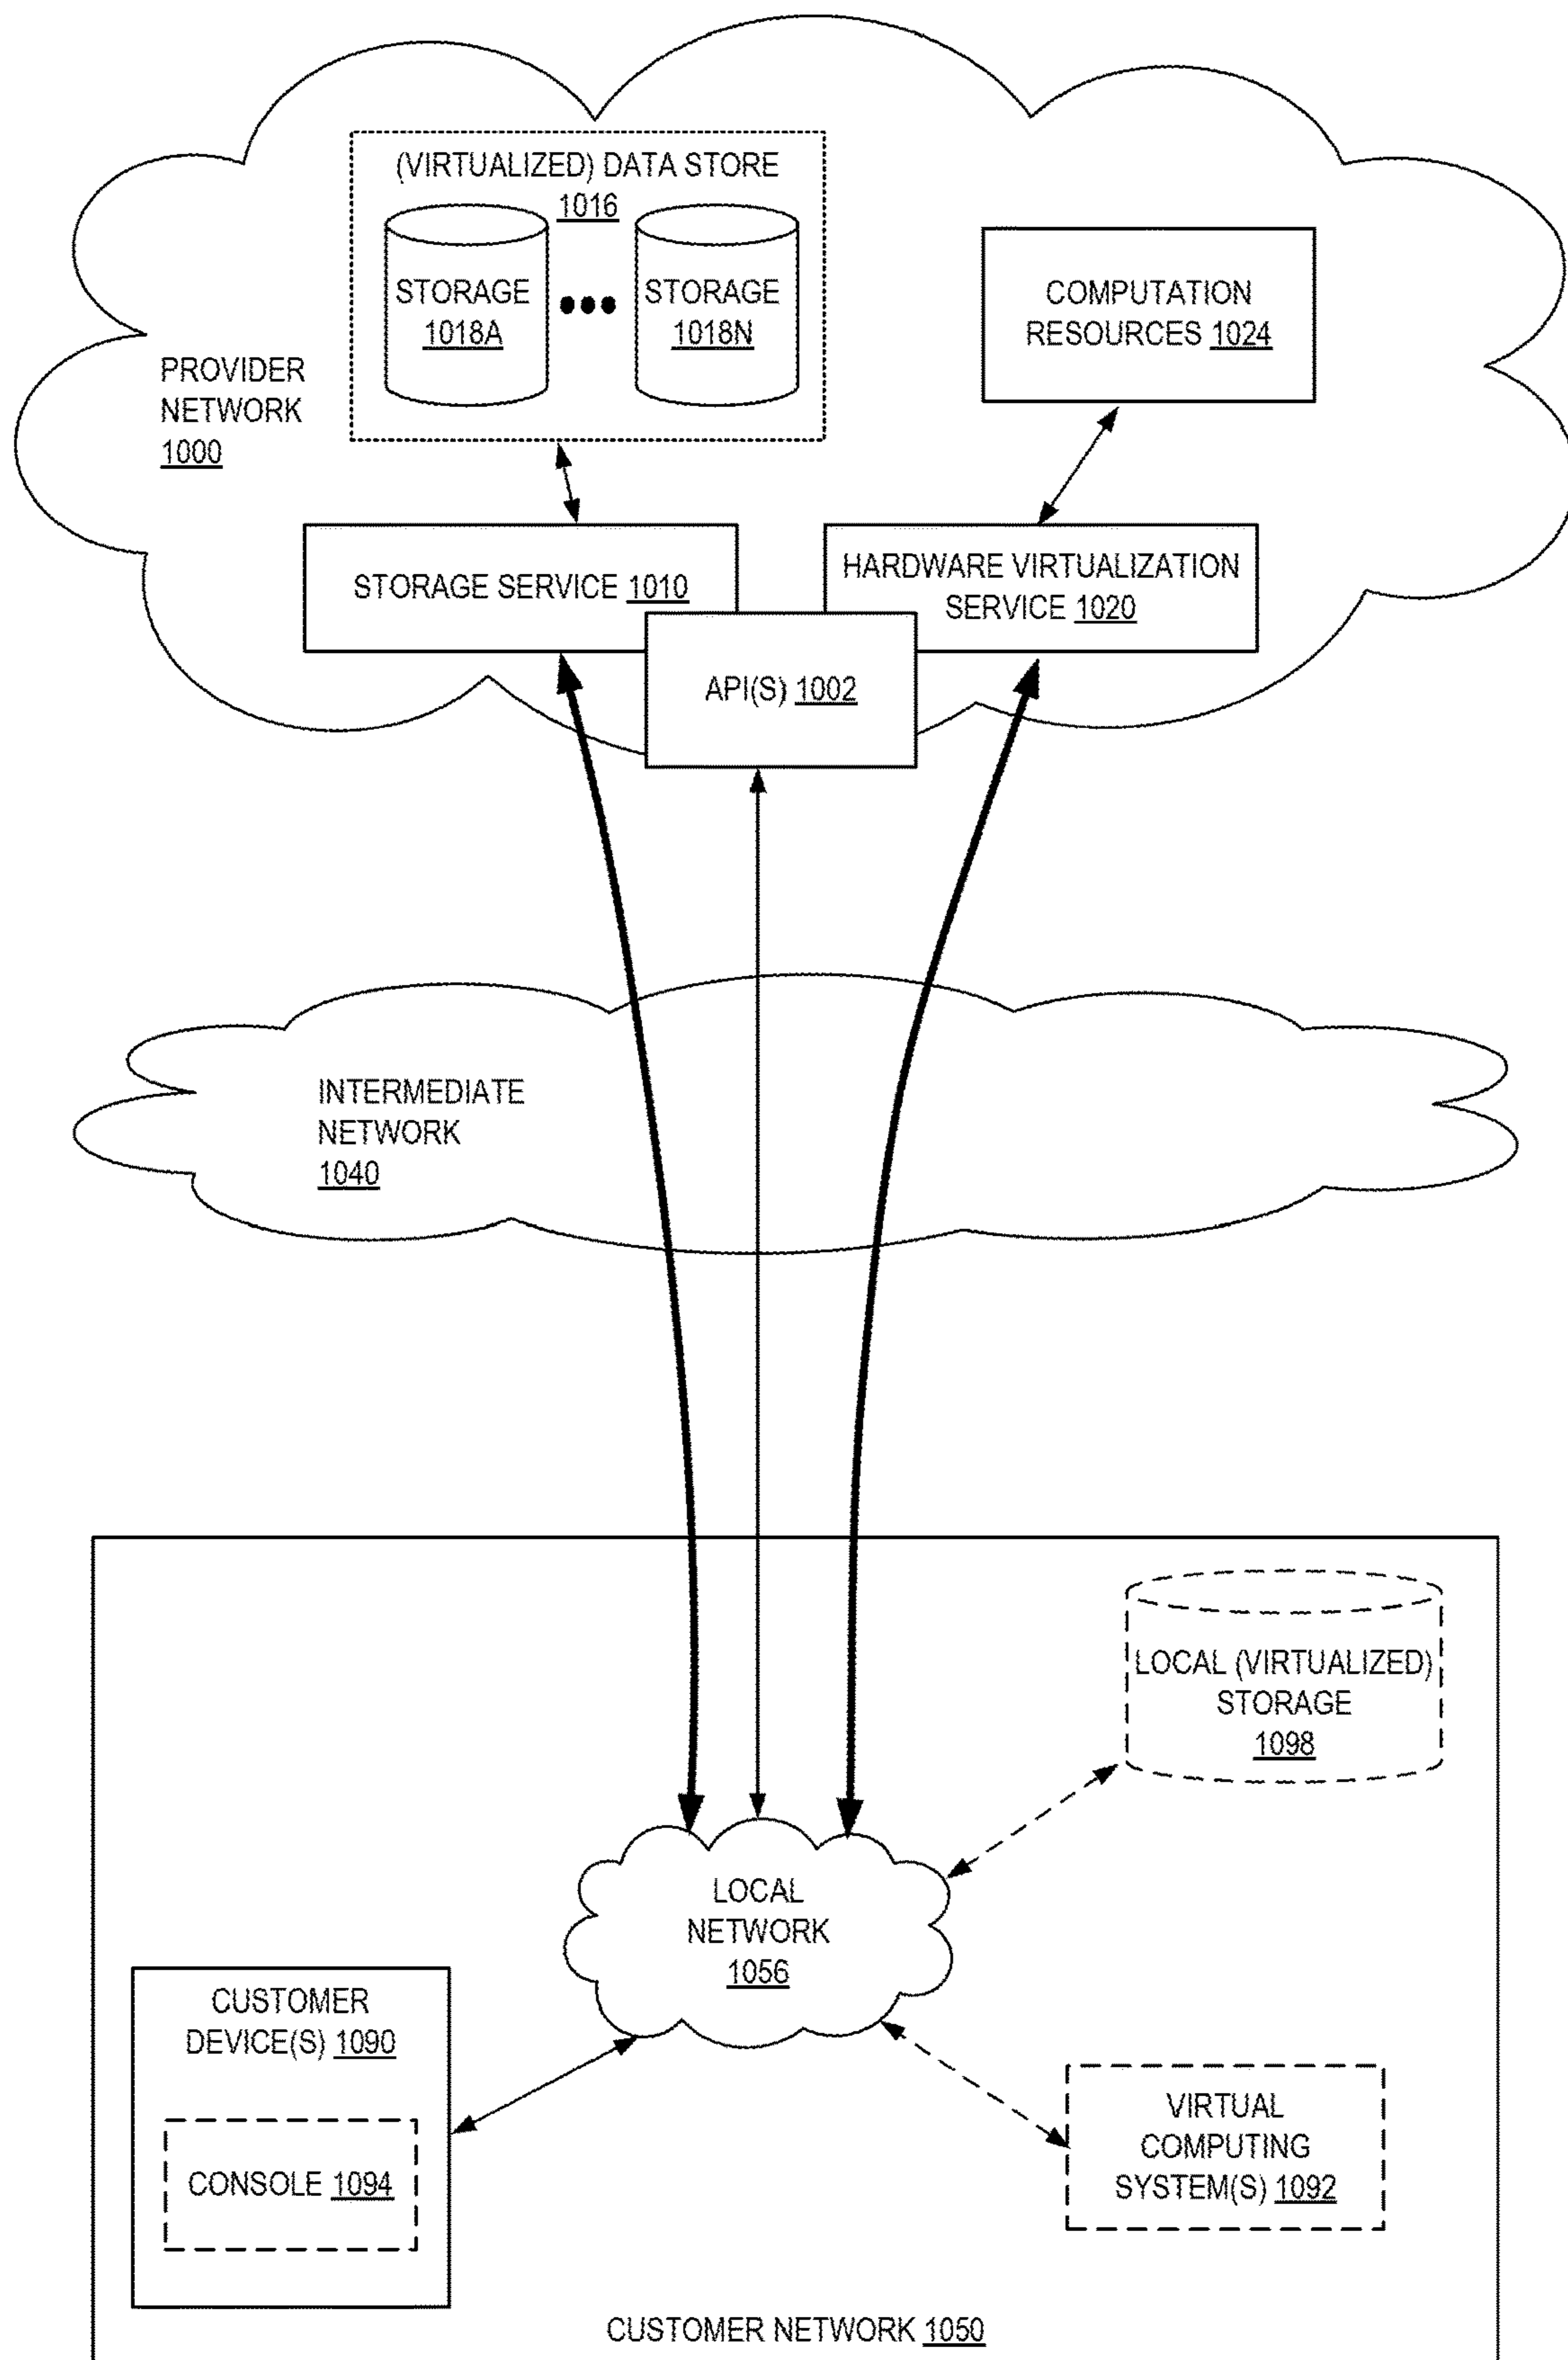 (VIRTUALIZED) DATA STORE
1016
STORAGE
1018A
STORAGE
1018N
COMPUTATION
RESOURCES 1024
PROVIDER
NETWORK
1000
STORAGE SERVICE 1010
HARDWARE VIRTUALIZATION
SERVICE 1020
API(S) 1002
INTERMEDIATE
NETWORK
1040
LOCAL (VIRTUALIZED)
STORAGE
1098
LOCAL
NETWORK
1056
CUSTOMER
DEVICE(S) 1090
CONSOLE 1094
VIRTUAL
COMPUTING
SYSTEM(S) 1092
CUSTOMER NETWORK 1050